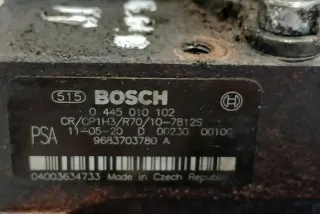 515 BOSCH
0 445 010 102
CR/CP1H3/R70/10-7812S
PSA 11-05-20 D 00230 00100
9683703780 A
04003634733 Made in Czech Republic